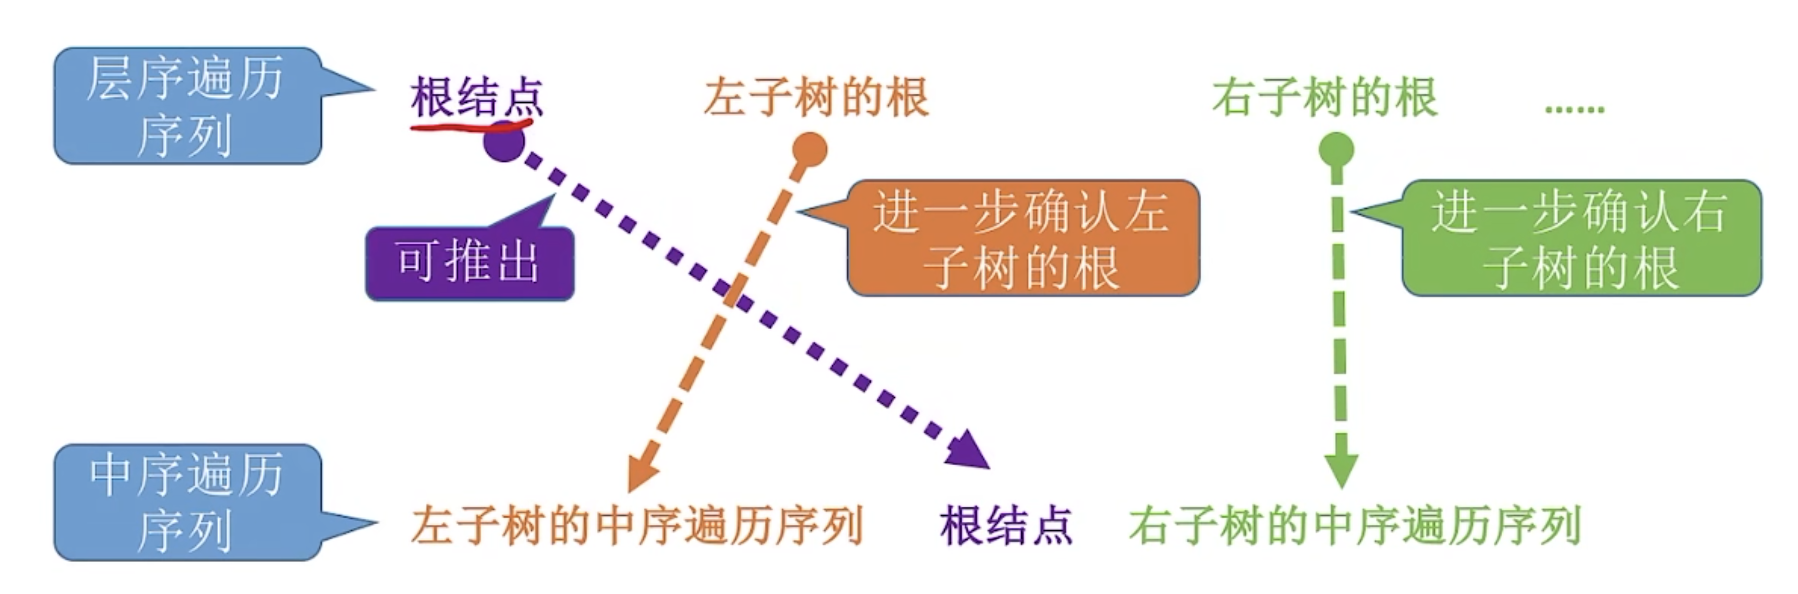 层序遍历
序列
根结点
左子树的根
右子树的根
……
可推出
进一步确认左
子树的根
进一步确认右
子树的根
中序遍历
序列
左子树的中序遍历序列
根结点
右子树的中序遍历序列